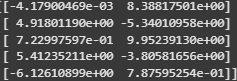 [[-4.17900469e-03  8.38817501e+00]
[ 4.91801190e+00 -5.34010958e+00]
[ 7.22997597e-01  9.95239130e+00]
[ 5.41235211e+00 -3.80581656e+00]
[-6.12610899e+00  7.87595254e-01]]